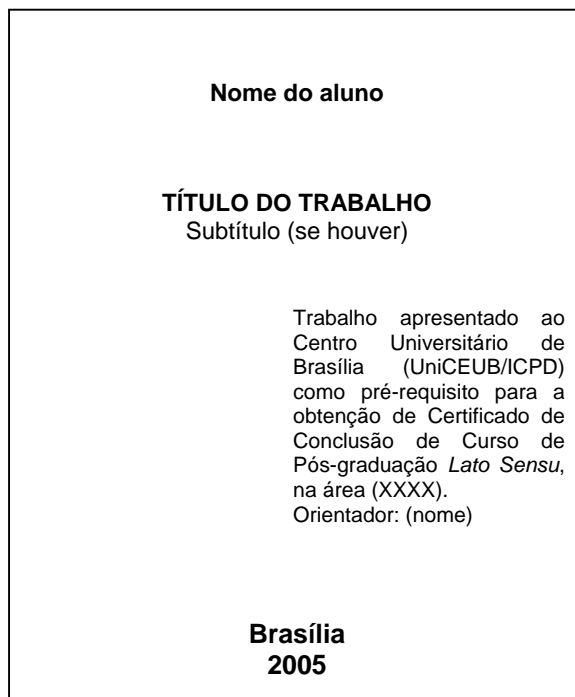 Nome do aluno
TÍTULO DO TRABALHO
Subtítulo (se houver)
Trabalho apresentado ao
Centro Universitário de
Brasília (UniCEUB/ICPD)
como pré-requisito para a
obtenção de Certificado de
Conclusão de Curso de
Pós-graduação Lato Sensu,
na área (XXXX).
Orientador: (nome)
Brasília
2005